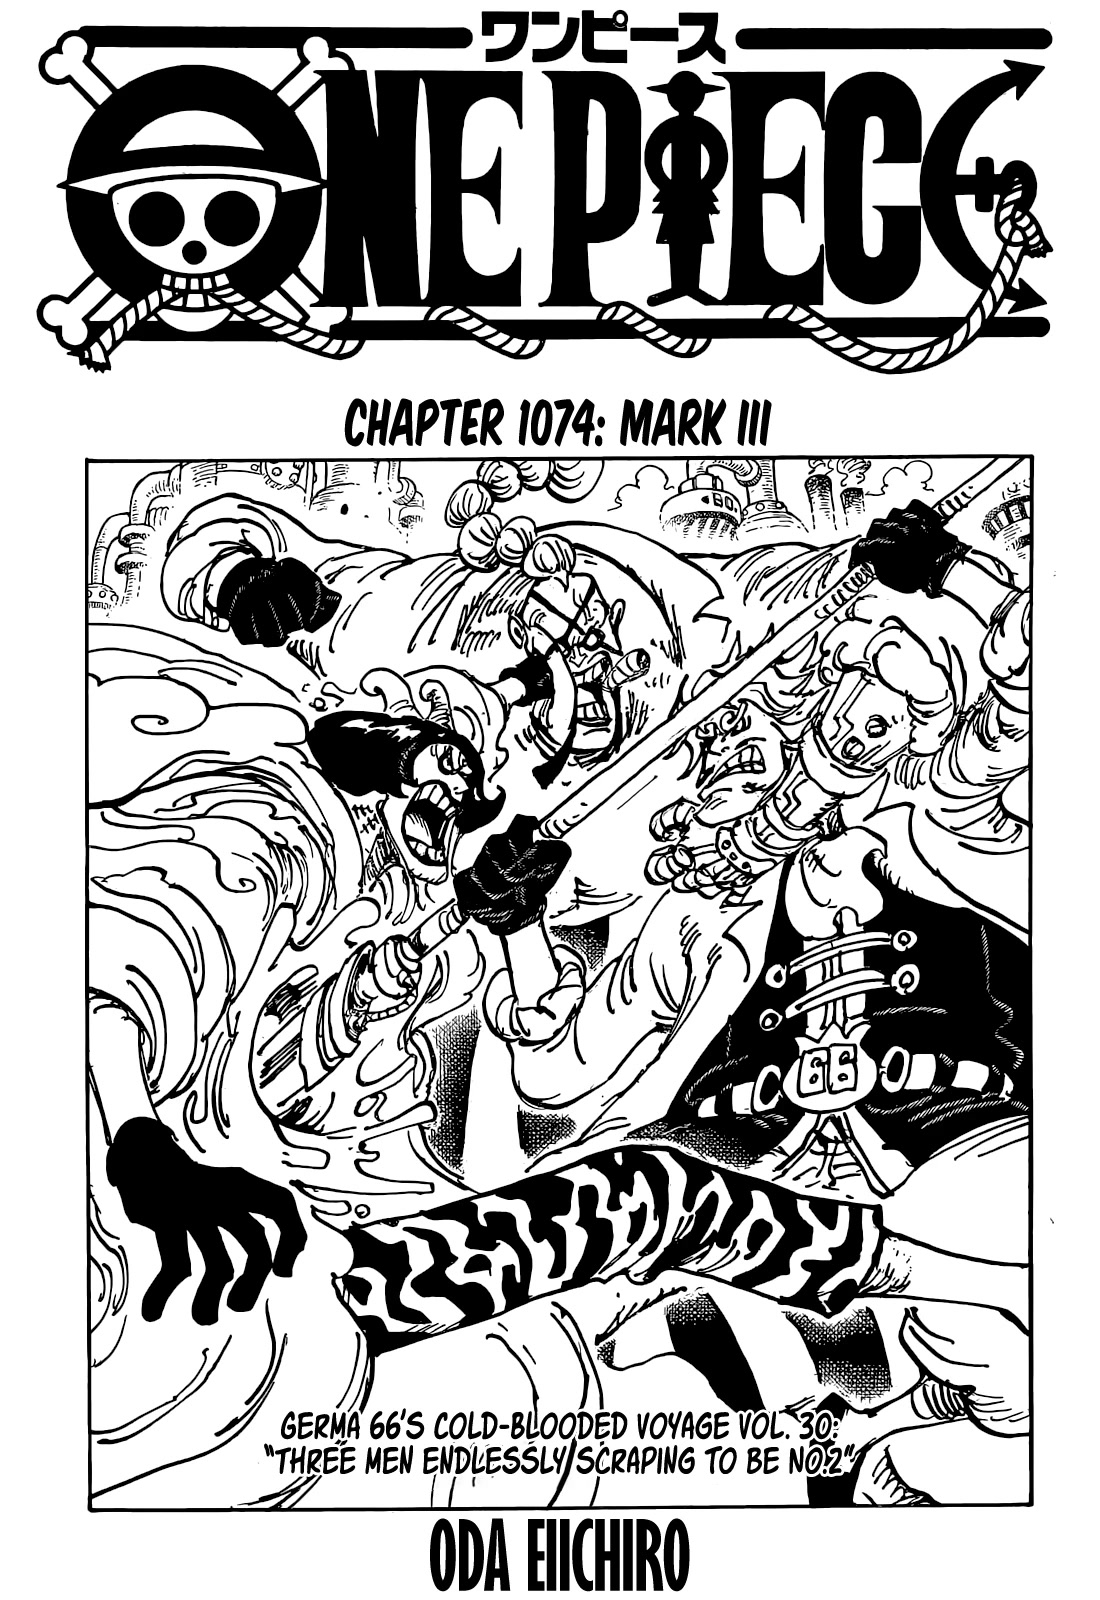 ワンピース
ONE PIECE
CHAPTER 1074: MARK III
60
66
GERMA 66'S COLD-BLOODED VOYAGE VOL. 30:
"THREE MEN ENDLESSLY SCRAPING TO BE NO.2"
ODA EIICHIRO